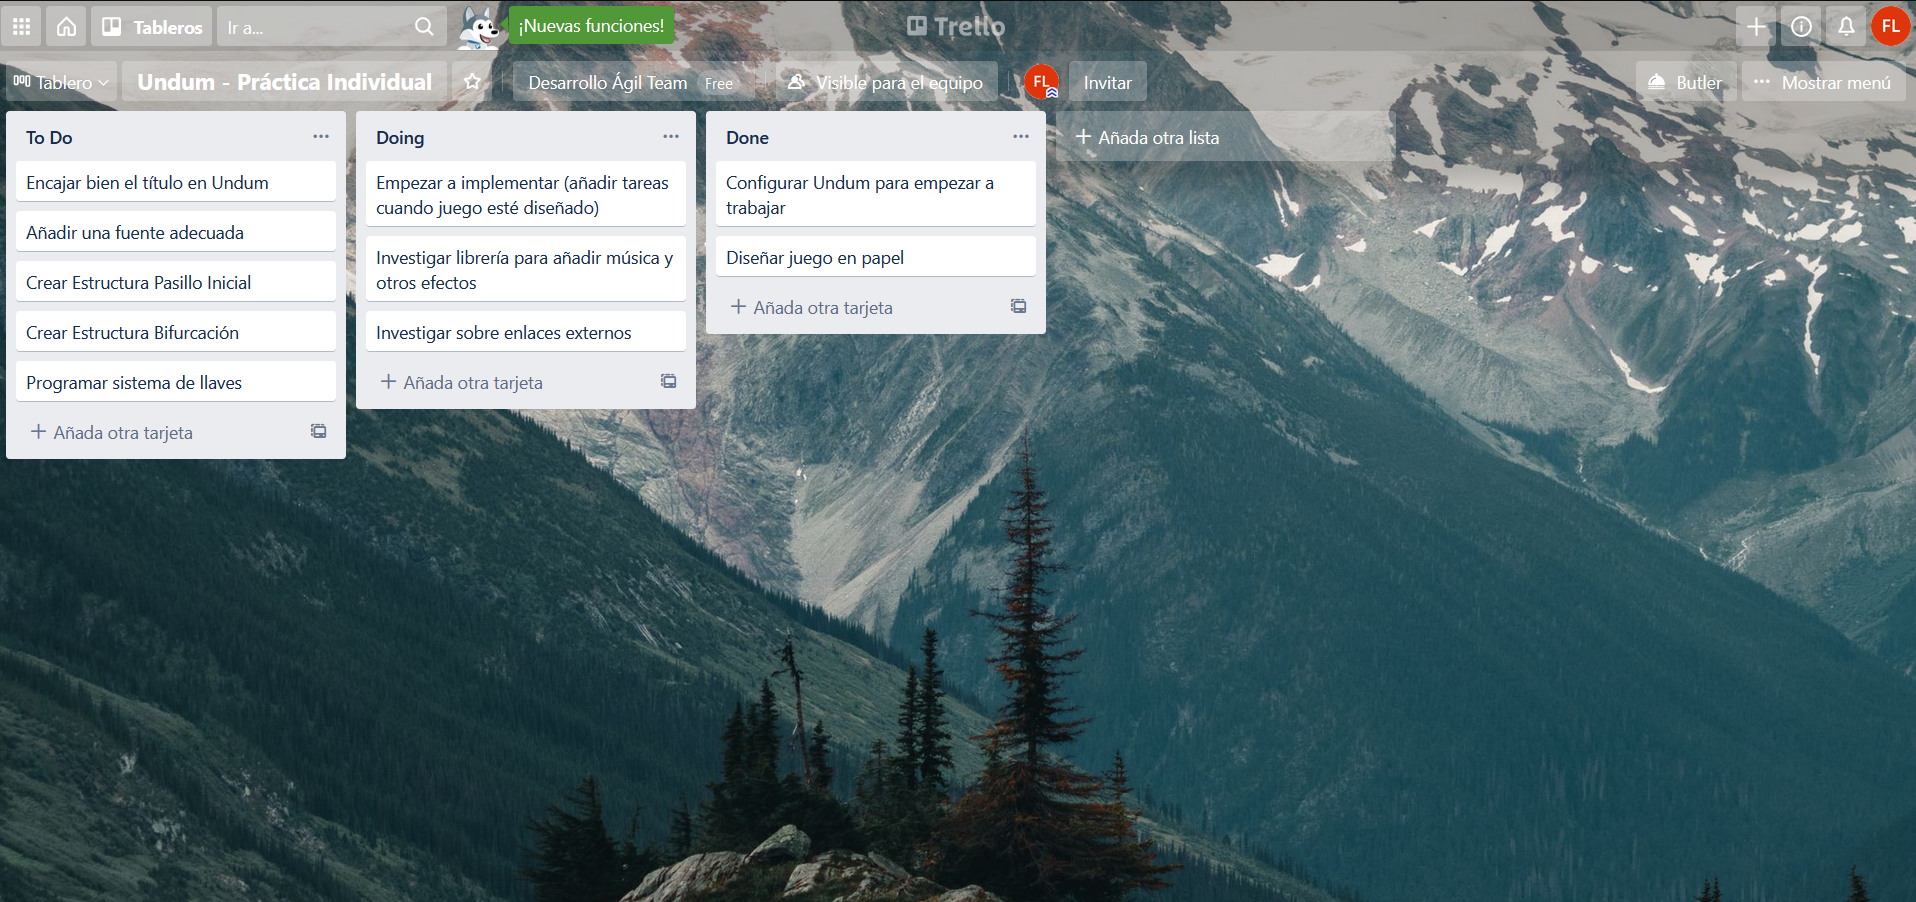 Tableros
Ir a...
¡Nuevas funciones!
Trello
FL
Tablero
Undum - Práctica Individual
Desarrollo Ágil Team Free
Visible para el equipo
FL
Invitar
Butler
Mostrar menú
To Do
Encajar bien el título en Undum
Añadir una fuente adecuada
Crear Estructura Pasillo Inicial
Crear Estructura Bifurcación
Programar sistema de llaves
Añada otra tarjeta
Doing
Empezar a implementar (añadir tareas
cuando juego esté diseñado)
Investigar librería para añadir música y
otros efectos
Investigar sobre enlaces externos
Añada otra tarjeta
Done
Configurar Undum para empezar a
trabajar
Diseñar juego en papel
Añada otra tarjeta
Añada otra lista